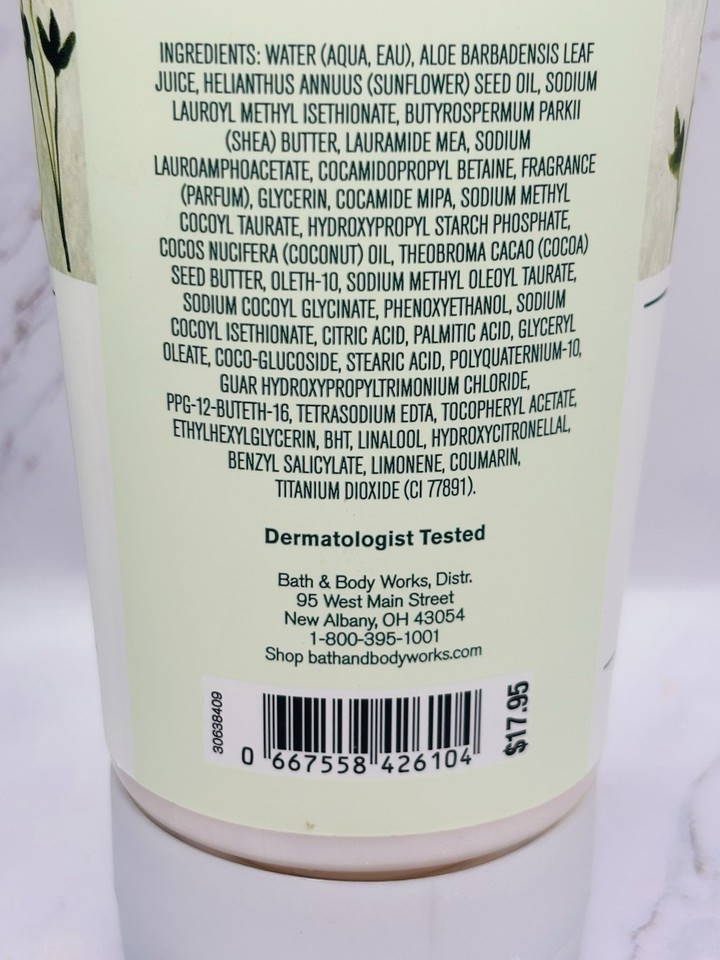 INGREDIENTS: WATER (AQUA, EAU), ALOE BARBADENSIS LEAF
JUICE, HELIANTHUS ANNUUS (SUNFLOWER) SEED OIL, SODIUM
LAUROYL METHYL ISETHIONATE, BUTYROSPERMUM PARKII
(SHEA) BUTTER, LAURAMIDE MEA, SODIUM
LAUROAMPHOACETATE, COCAMIDOPROPYL BETAINE, FRAGRANCE
(PARFUM), GLYCERIN, COCAMIDE MIPA, SODIUM METHYL
COCOYL TAURATE, HYDROXYPROPYL STARCH PHOSPHATE,
COCOS NUCIFERA (COCONUT) OIL, THEOBROMA CACAO (COCOA)
SEED BUTTER, OLETH-10, SODIUM METHYL OLEOYL TAURATE,
SODIUM COCOYL GLYCINATE, PHENOXYETHANOL, SODIUM
COCOYL ISETHIONATE, CITRIC ACID, PALMITIC ACID, GLYCERYL
OLEATE, COCO-GLUCOSIDE, STEARIC ACID, POLYQUATERNIUM-10,
GUAR HYDROXYPROPYLTRIMONIUM CHLORIDE,
PPG-12-BUTETH-16, TETRASODIUM EDTA, TOCOPHERYL ACETATE,
ETHYLHEXYLGLYCERIN, BHT, LINALOOL, HYDROXYCITRONELLAL,
BENZYL SALICYLATE, LIMONENE, COUMARIN,
TITANIUM DIOXIDE (CI 77891).
Dermatologist Tested
Bath & Body Works, Distr.
95 West Main Street
New Albany, OH 43054
1-800-395-1001
Shop bathandbodyworks.com
30638409
0 667558 426104
$17.95